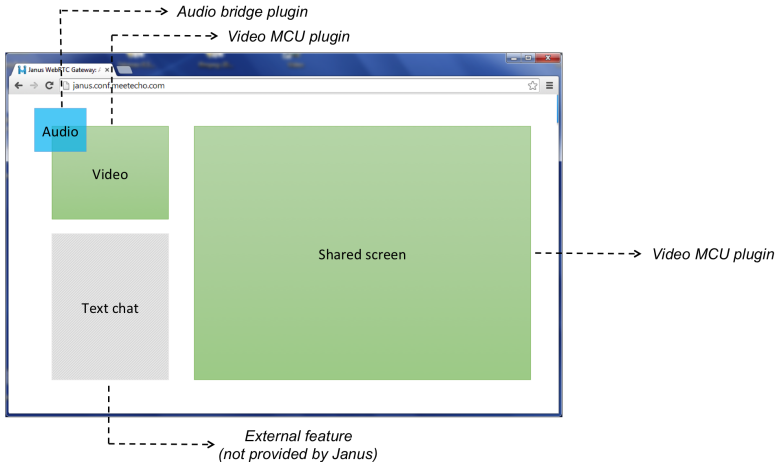 Audio bridge plugin
Video MCU plugin
Janus WebRTC Gateway: A
janus.conf.meetecho.com
Audio
Video
Shared screen
Video MCU plugin
Text chat
External feature
(not provided by Janus)